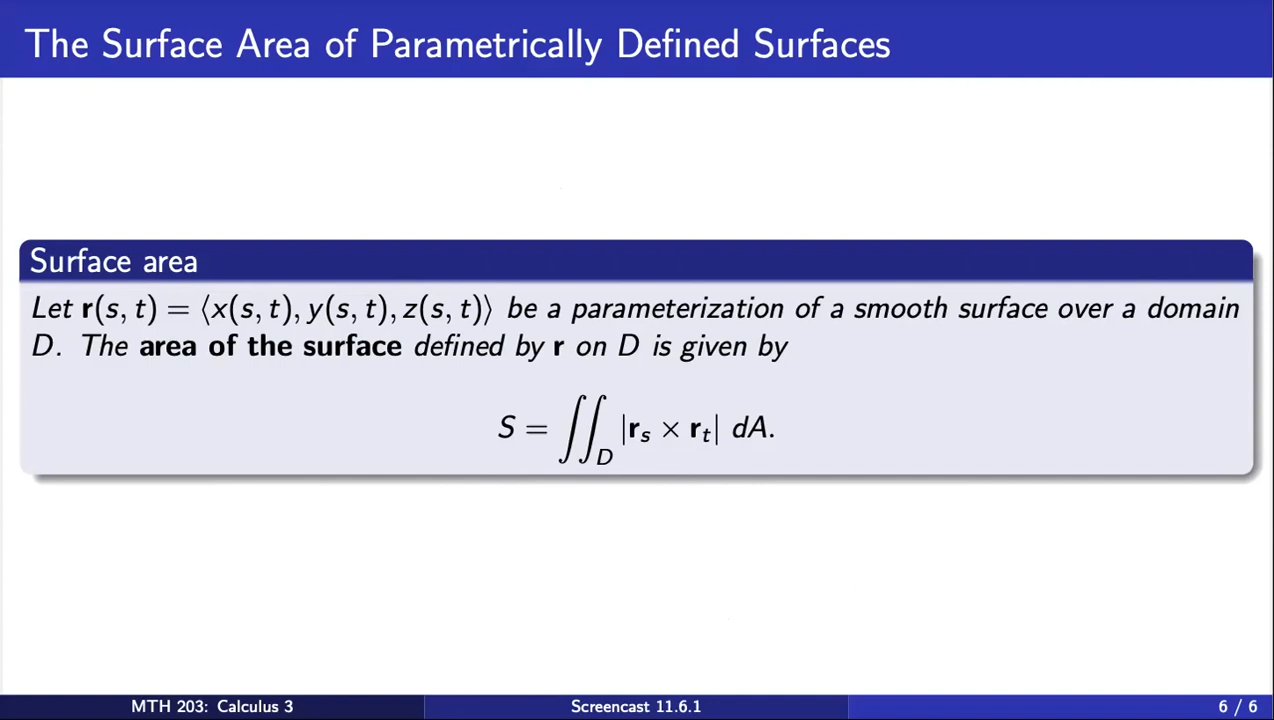 The Surface Area of Parametrically Defined Surfaces
Surface area
Let r(s, t) = ⟨x(s, t), y(s, t), z(s, t)⟩ be a parameterization of a smooth surface over a domain
D. The area of the surface defined by r on D is given by
S = ∬_D |r_s × r_t| dA.
MTH 203: Calculus 3 Screencast 11.6.1 6 / 6